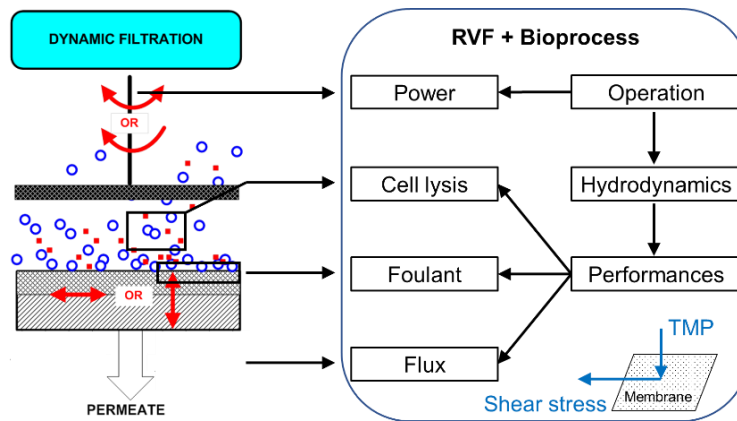 DYNAMIC FILTRATION
OR
OR
PERMEATE
RVF + Bioprocess
Power
Operation
Cell lysis
Hydrodynamics
Foulant
Performances
Flux
TMP
Shear stress
Membrane